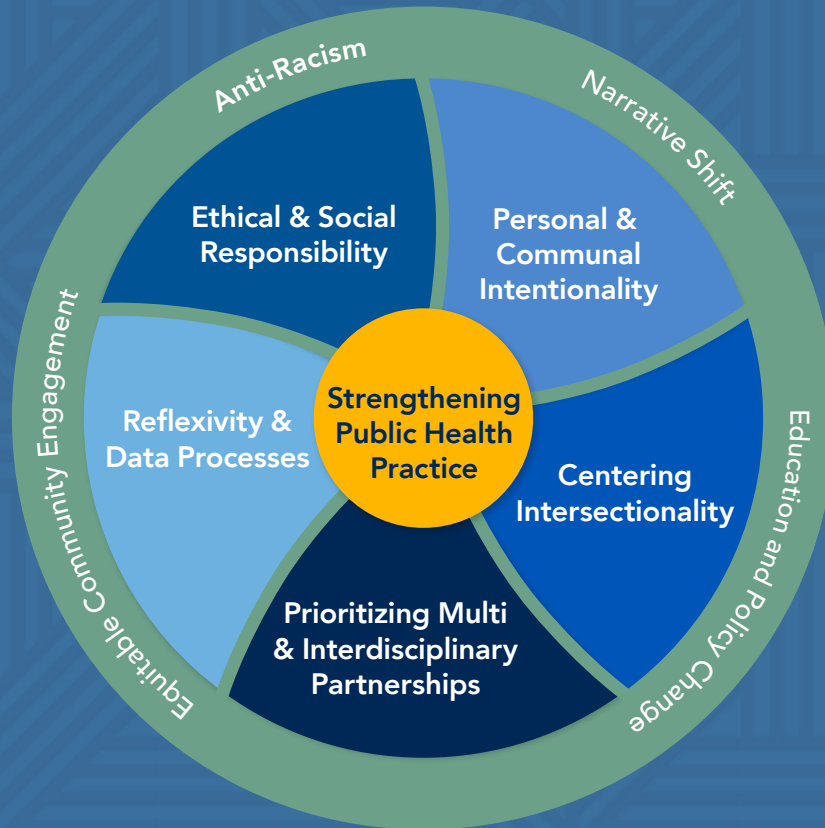 Anti-Racism
Narrative Shift
Ethical & Social
Responsibility
Personal &
Communal
Intentionality
Strengthening
Public Health
Practice
Reflexivity &
Data Processes
Centering
Intersectionality
Prioritizing Multi
& Interdisciplinary
Partnerships
Equitable Community Engagement
Education and Policy Change